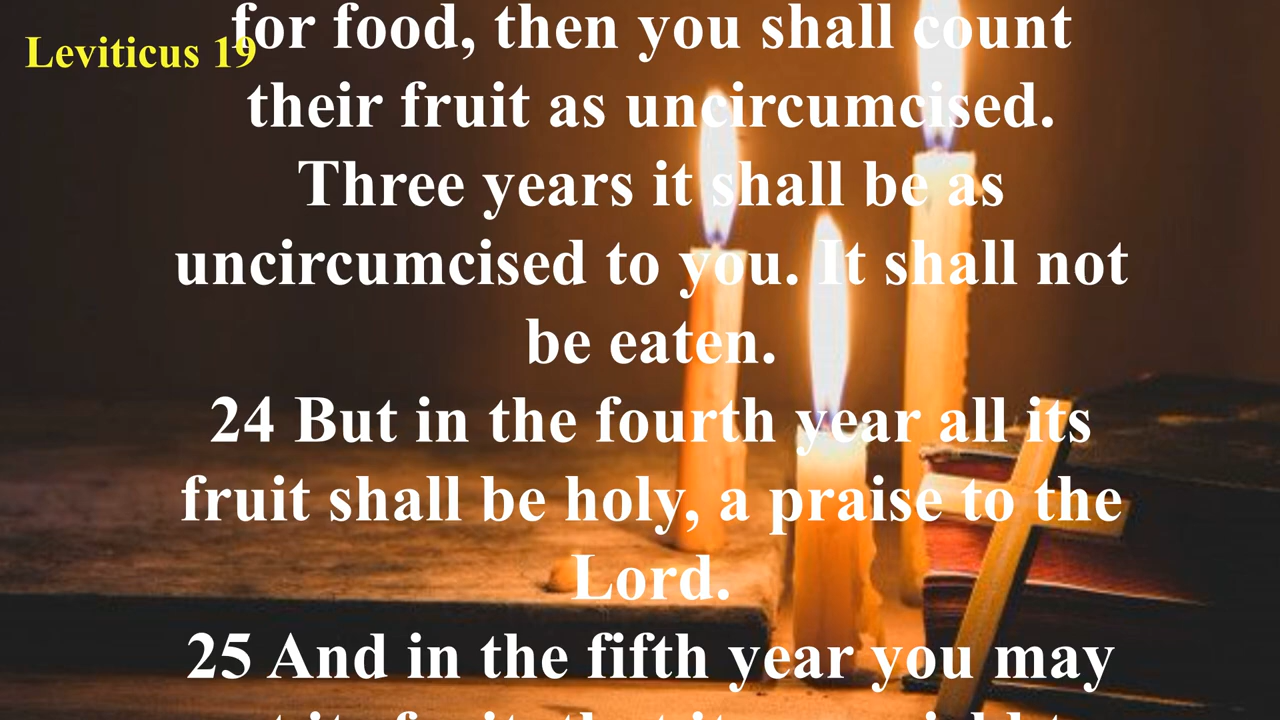 Leviticus 19
for food, then you shall count
their fruit as uncircumcised.
Three years it shall be as
uncircumcised to you. It shall not
be eaten.
24 But in the fourth year all its
fruit shall be holy, a praise to the
Lord.
25 And in the fifth year you may